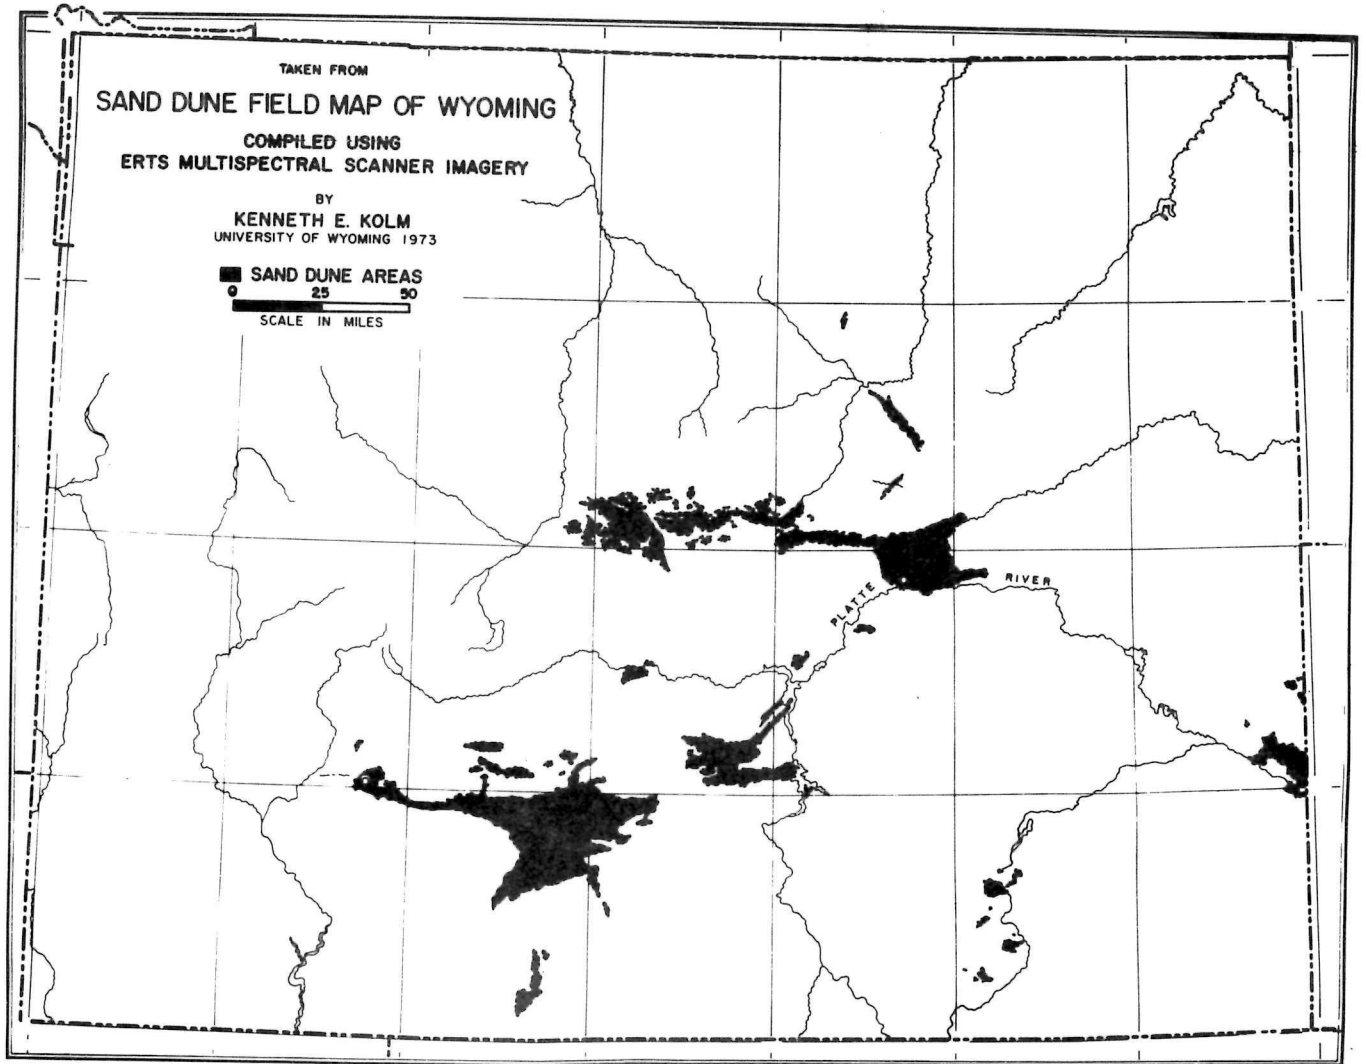 TAKEN FROM
SAND DUNE FIELD MAP OF WYOMING
COMPILED USING
ERTS MULTISPECTRAL SCANNER IMAGERY
BY
KENNETH E. KOLM
UNIVERSITY OF WYOMING 1973
SAND DUNE AREAS
0 25 50
SCALE IN MILES
PLATTE RIVER